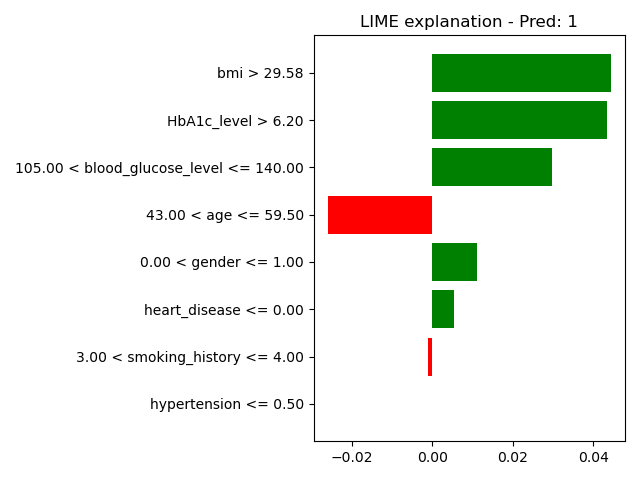 LIME explanation - Pred: 1
bmi > 29.58
HbA1c_level > 6.20
105.00 < blood_glucose_level <= 140.00
43.00 < age <= 59.50
0.00 < gender <= 1.00
heart_disease <= 0.00
3.00 < smoking_history <= 4.00
hypertension <= 0.50
−0.02 0.00 0.02 0.04